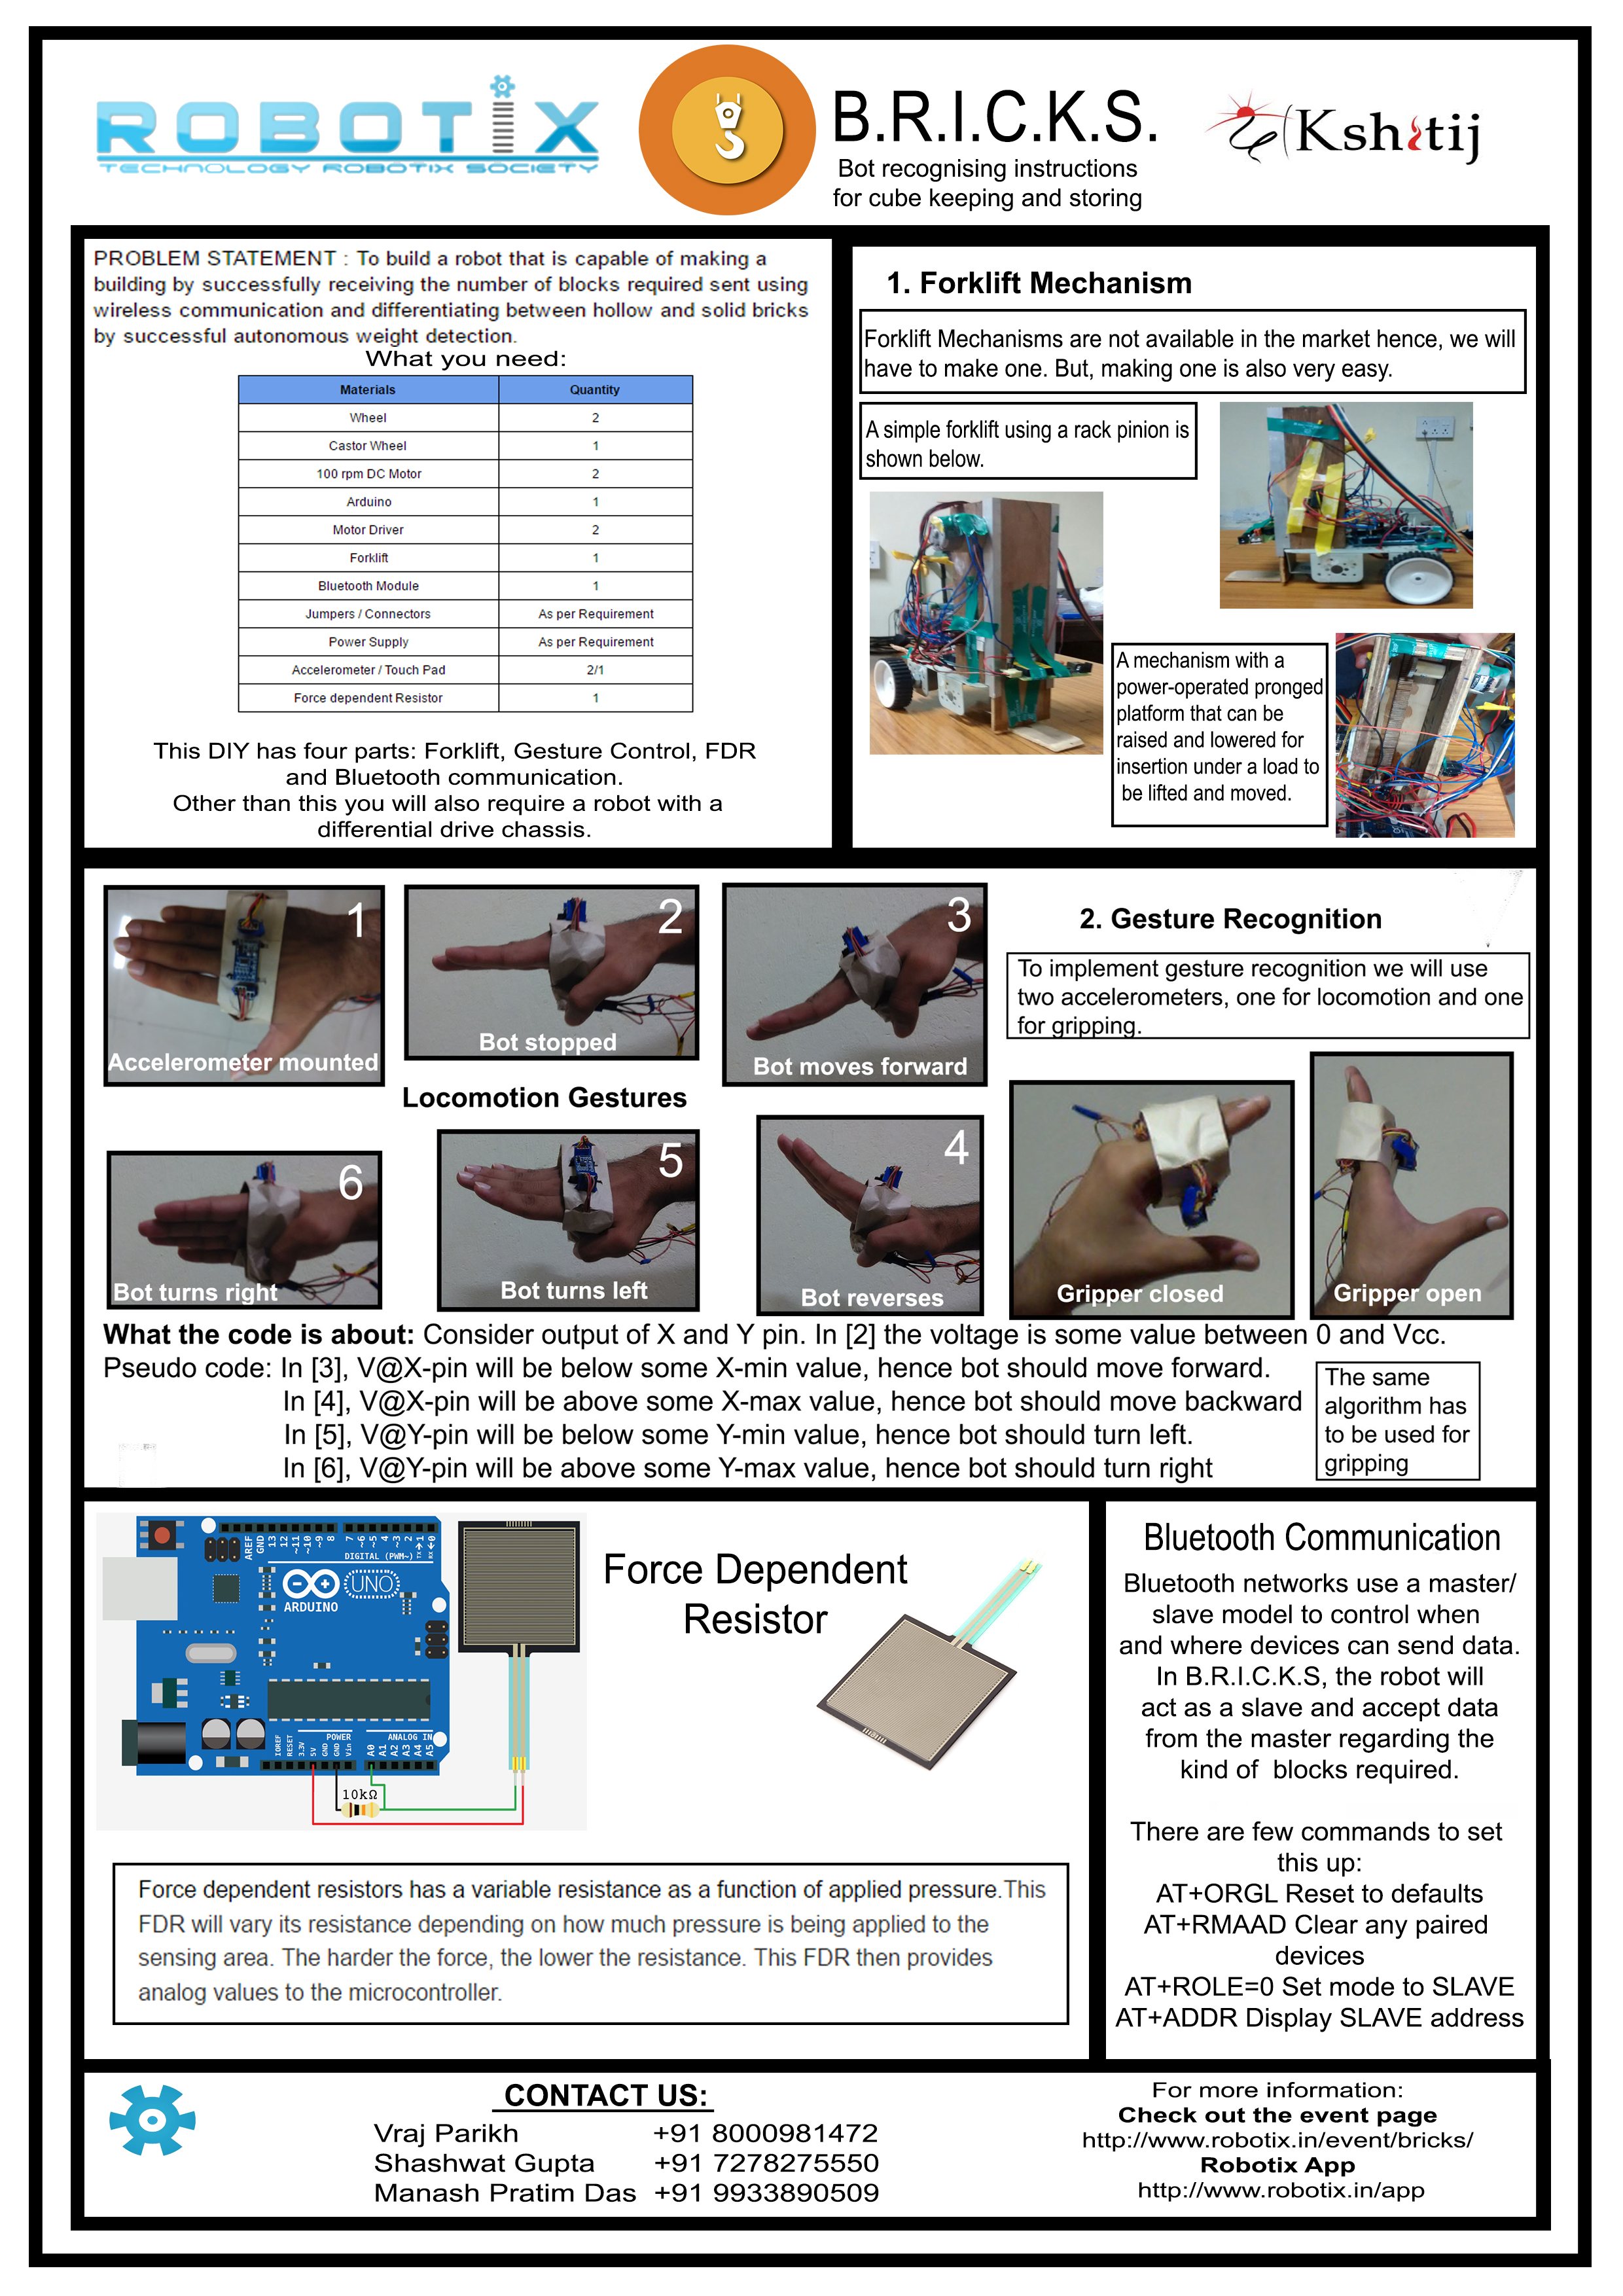 ROBOTIX
TECHNOLOGY ROBOTIX SOCIETY
B.R.I.C.K.S.
Bot recognising instructions
for cube keeping and storing
Kshitij
PROBLEM STATEMENT : To build a robot that is capable of making a
building by successfully receiving the number of blocks required sent using
wireless communication and differentiating between hollow and solid bricks
by successful autonomous weight detection.
What you need:
Materials Quantity
Wheel 2
Castor Wheel 1
100 rpm DC Motor 2
Arduino 1
Motor Driver 2
Forklift 1
Bluetooth Module 1
Jumpers / Connectors As per Requirement
Power Supply As per Requirement
Accelerometer / Touch Pad 2/1
Force dependent Resistor 1
This DIY has four parts: Forklift, Gesture Control, FDR
and Bluetooth communication.
Other than this you will also require a robot with a
differential drive chassis.
1. Forklift Mechanism
Forklift Mechanisms are not available in the market hence, we will
have to make one. But, making one is also very easy.
A simple forklift using a rack pinion is
shown below.
A mechanism with a
power-operated pronged
platform that can be
raised and lowered for
insertion under a load to
be lifted and moved.
1
Accelerometer mounted
2
Bot stopped
3
Bot moves forward
2. Gesture Recognition
To implement gesture recognition we will use
two accelerometers, one for locomotion and one
for gripping.
Locomotion Gestures
6
Bot turns right
5
Bot turns left
4
Bot reverses
Gripper closed
Gripper open
What the code is about: Consider output of X and Y pin. In [2] the voltage is some value between 0 and Vcc.
Pseudo code: In [3], V@X-pin will be below some X-min value, hence bot should move forward.
In [4], V@X-pin will be above some X-max value, hence bot should move backward
In [5], V@Y-pin will be below some Y-min value, hence bot should turn left.
In [6], V@Y-pin will be above some Y-max value, hence bot should turn right
The same
algorithm has
to be used for
gripping
AREF
GND
13
12
~11
~10
~9
8
7
~6
~5
4
~3
2
TX→1
RX←0
DIGITAL (PWM~)
UNO
ARDUINO
POWER
ANALOG IN
IOREF
RESET
3.3V
5V
GND
GND
Vin
A0
A1
A2
A3
A4
A5
10kΩ
Force Dependent
Resistor
Force dependent resistors has a variable resistance as a function of applied pressure.This
FDR will vary its resistance depending on how much pressure is being applied to the
sensing area. The harder the force, the lower the resistance. This FDR then provides
analog values to the microcontroller.
Bluetooth Communication
Bluetooth networks use a master/
slave model to control when
and where devices can send data.
In B.R.I.C.K.S, the robot will
act as a slave and accept data
from the master regarding the
kind of blocks required.
There are few commands to set
this up:
AT+ORGL Reset to defaults
AT+RMAAD Clear any paired
devices
AT+ROLE=0 Set mode to SLAVE
AT+ADDR Display SLAVE address
CONTACT US:
Vraj Parikh +91 8000981472
Shashwat Gupta +91 7278275550
Manash Pratim Das +91 9933890509
For more information:
Check out the event page
http://www.robotix.in/event/bricks/
Robotix App
http://www.robotix.in/app